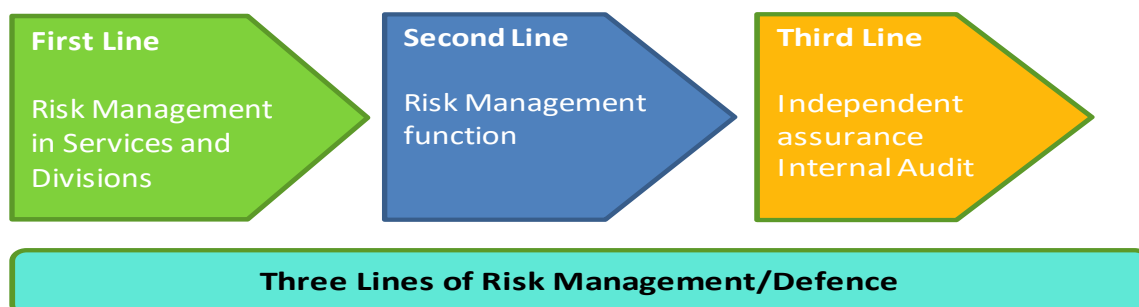 First Line
Risk Management
in Services and
Divisions
Second Line
Risk Management
function
Third Line
Independent
assurance
Internal Audit
Three Lines of Risk Management/Defence